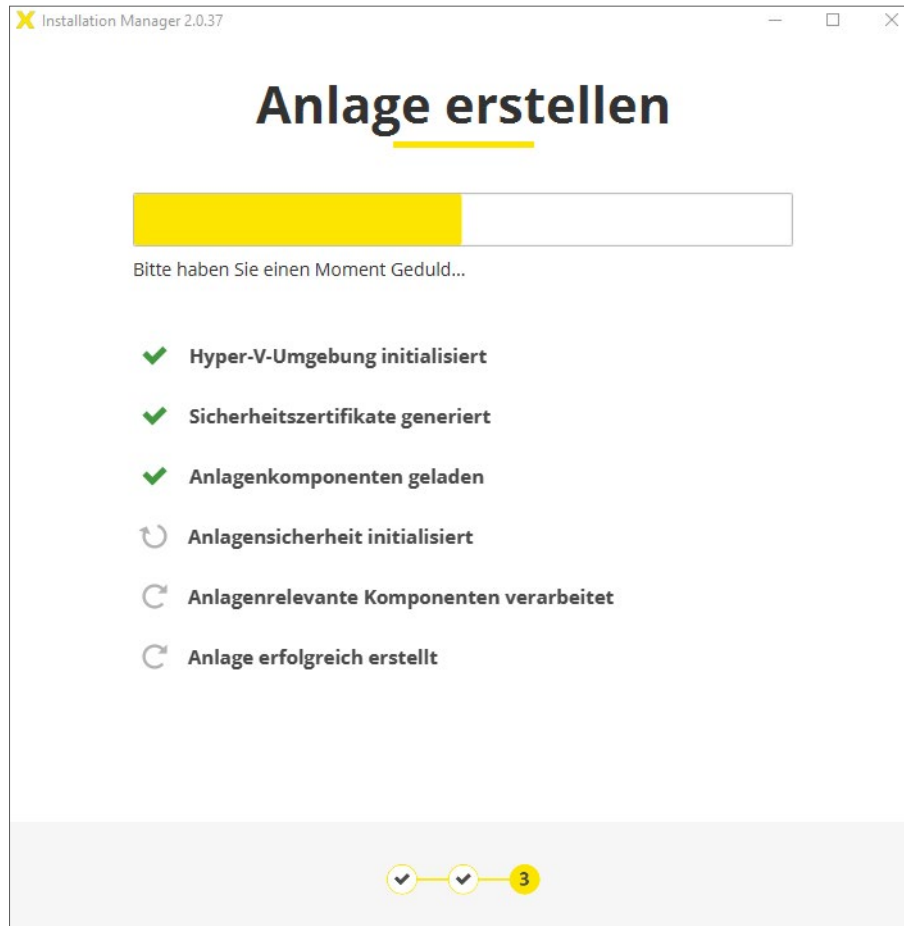 Installation Manager 2.0.37
Anlage erstellen
Bitte haben Sie einen Moment Geduld...
Hyper-V-Umgebung initialisiert
Sicherheitszertifikate generiert
Anlagenkomponenten geladen
Anlagensicherheit initialisiert
Anlagenrelevante Komponenten verarbeitet
Anlage erfolgreich erstellt
3